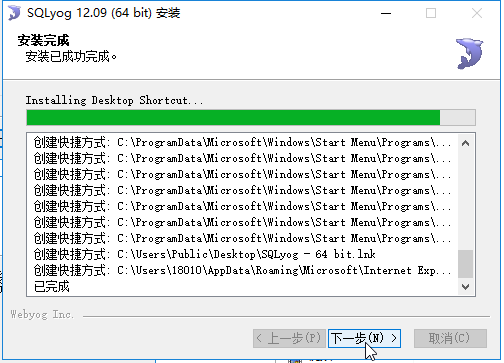 SQLyog 12.09 (64 bit) 安装
安装完成
安装已成功完成。
Installing Desktop Shortcut...
创建快捷方式: C:\ProgramData\Microsoft\Windows\Start Menu\Programs\...
创建快捷方式: C:\ProgramData\Microsoft\Windows\Start Menu\Programs\...
创建快捷方式: C:\ProgramData\Microsoft\Windows\Start Menu\Programs\...
创建快捷方式: C:\ProgramData\Microsoft\Windows\Start Menu\Programs\...
创建快捷方式: C:\ProgramData\Microsoft\Windows\Start Menu\Programs\...
创建快捷方式: C:\ProgramData\Microsoft\Windows\Start Menu\Programs\...
创建快捷方式: C:\ProgramData\Microsoft\Windows\Start Menu\Programs\...
创建快捷方式: C:\Users\Public\Desktop\SQLyog - 64 bit.lnk
创建快捷方式: C:\Users\18010\AppData\Roaming\Microsoft\Internet Exp...
已完成
Webyog Inc.
< 上一步(P) 下一步(N) > 取消(C)